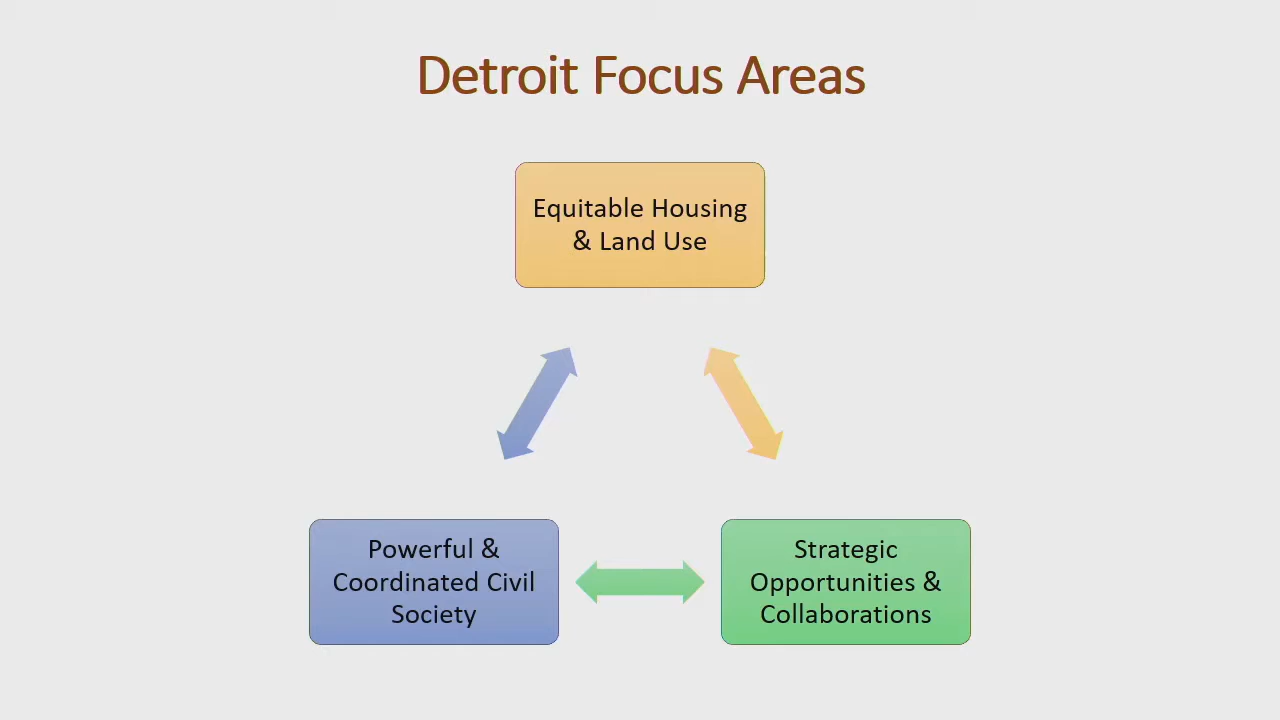 Detroit Focus Areas
Equitable Housing
& Land Use
Powerful &
Coordinated Civil
Society
Strategic
Opportunities &
Collaborations